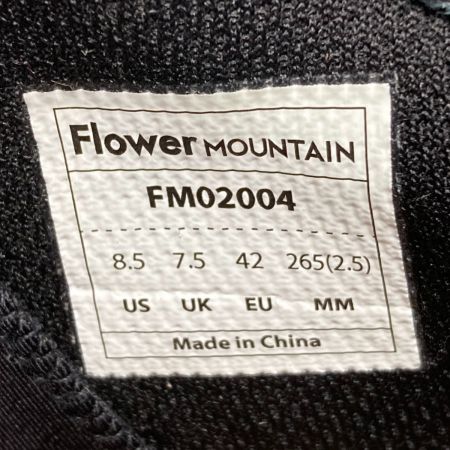 Flower MOUNTAIN
FM02004
8.5 7.5 42 265(2.5)
US UK EU MM
Made in China